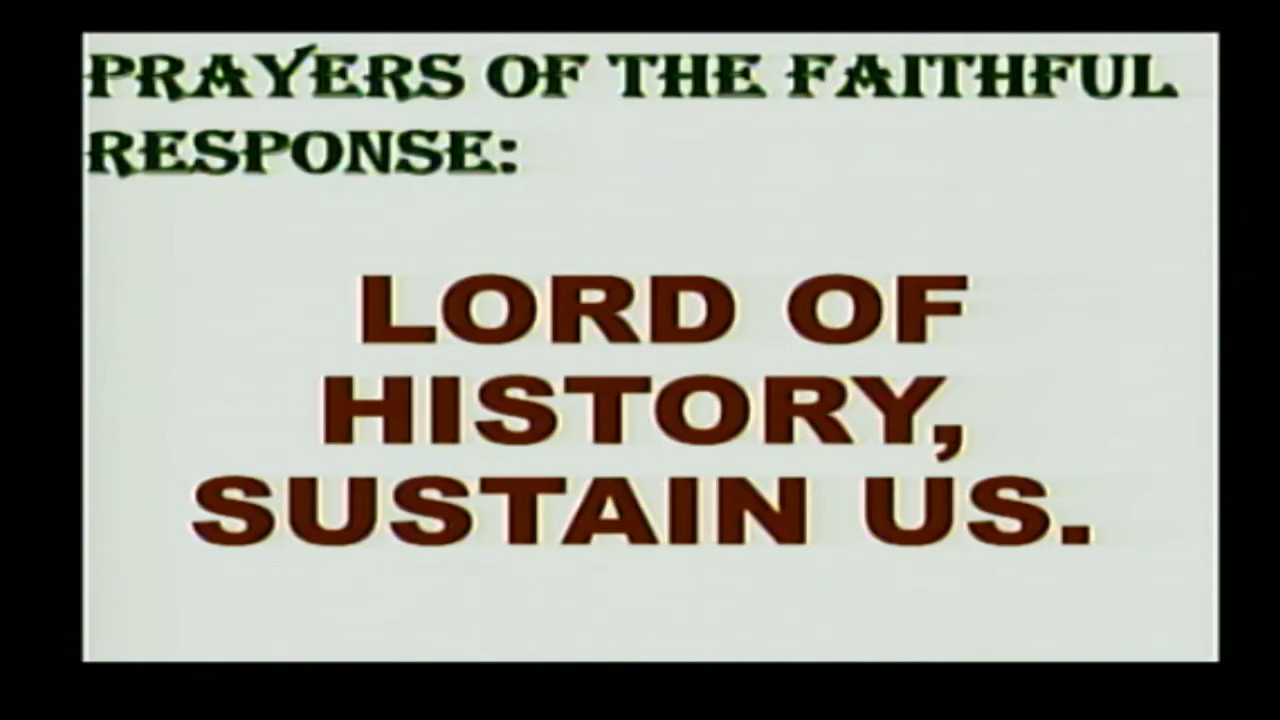 PRAYERS OF THE FAITHFUL
RESPONSE:
LORD OF
HISTORY,
SUSTAIN US.